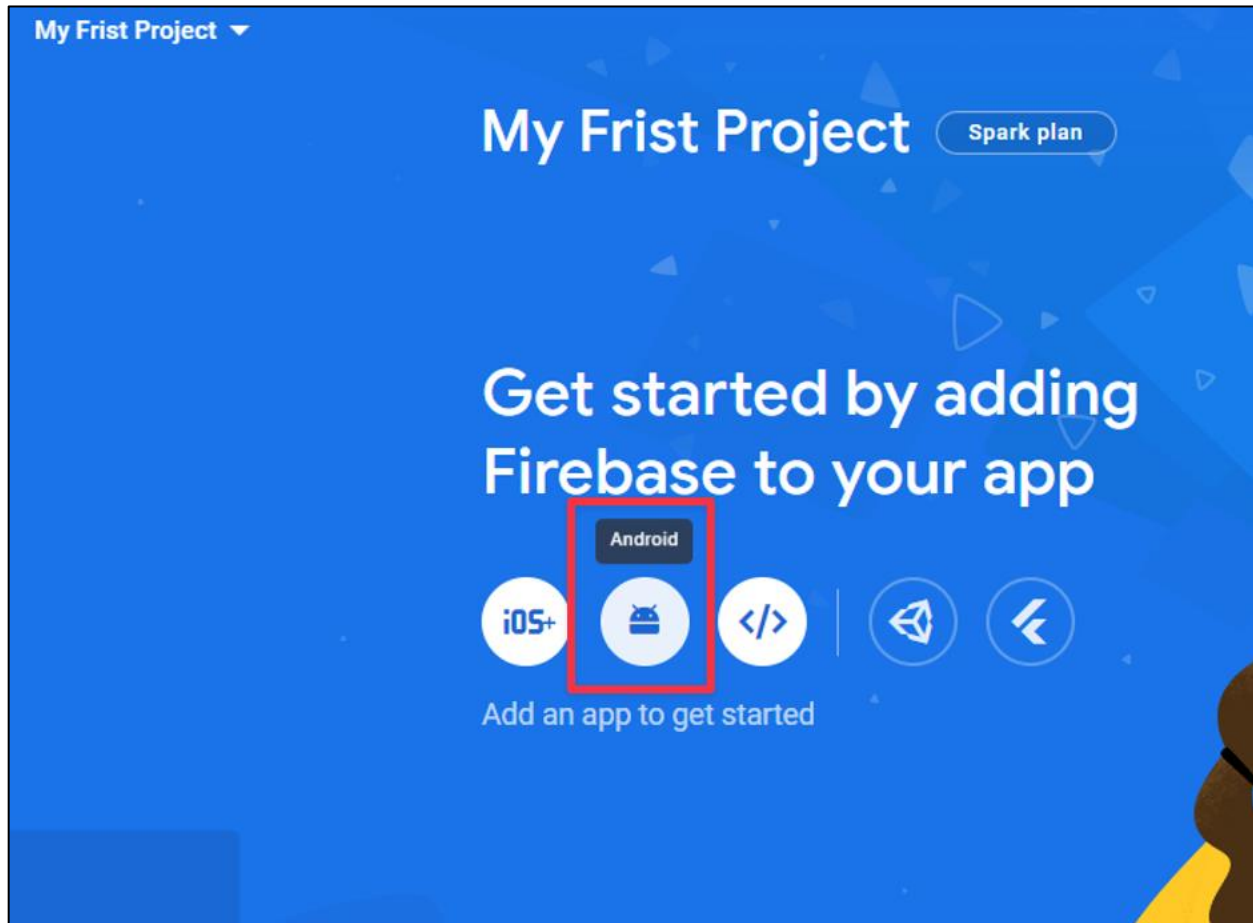 My Frist Project
My Frist Project Spark plan
Get started by adding
Firebase to your app
Android
iOS+ </>
Add an app to get started